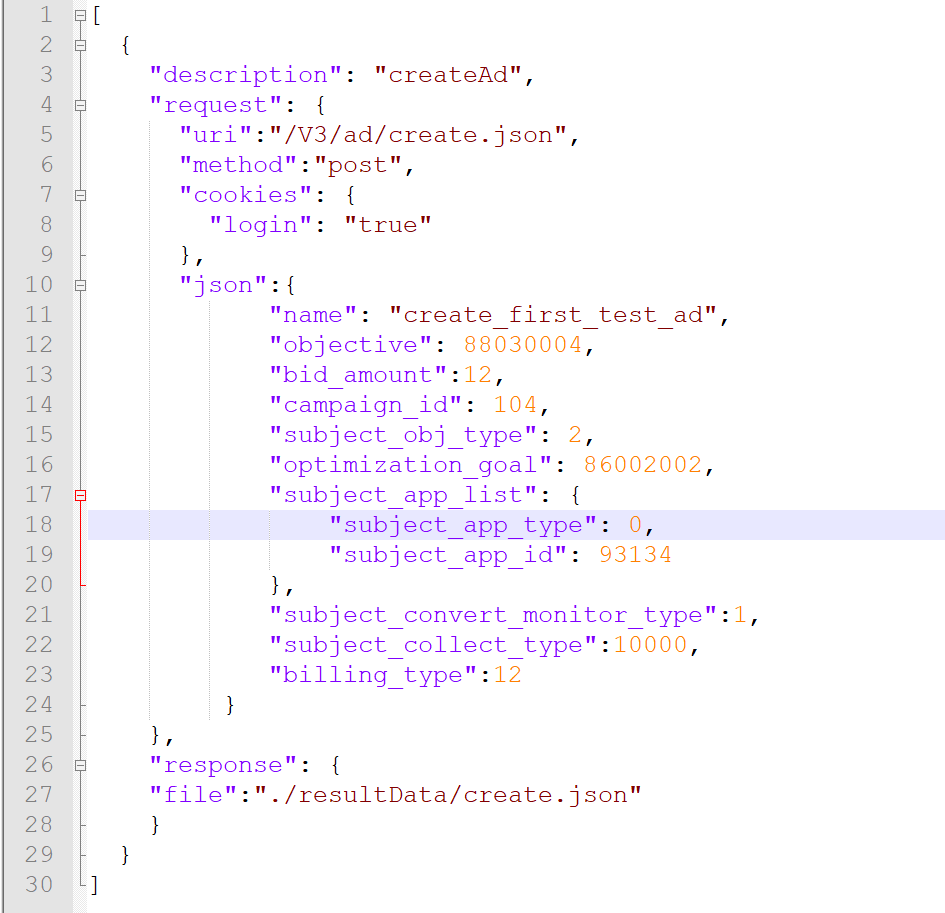 1 [
2 {
3 "description": "createAd",
4 "request": {
5 "uri":"/V3/ad/create.json",
6 "method":"post",
7 "cookies": {
8 "login": "true"
9 },
10 "json":{
11 "name": "create_first_test_ad",
12 "objective": 88030004,
13 "bid_amount":12,
14 "campaign_id": 104,
15 "subject_obj_type": 2,
16 "optimization_goal": 86002002,
17 "subject_app_list": {
18 "subject_app_type": 0,
19 "subject_app_id": 93134
20 },
21 "subject_convert_monitor_type":1,
22 "subject_collect_type":10000,
23 "billing_type":12
24 }
25 },
26 "response": {
27 "file":"./resultData/create.json"
28 }
29 }
30 ]